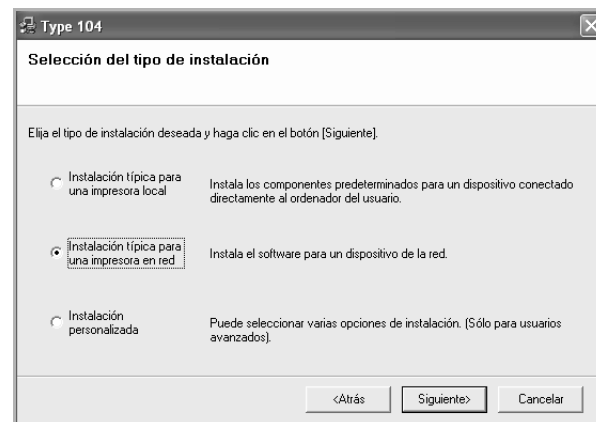 Type 104
Selección del tipo de instalación
Elija el tipo de instalación deseada y haga clic en el botón [Siguiente].
Instalación típica para
una impresora local
Instala los componentes predeterminados para un dispositivo conectado
directamente al ordenador del usuario.
Instalación típica para
una impresora en red
Instala el software para un dispositivo de la red.
Instalación
personalizada
Puede seleccionar varias opciones de instalación. (Sólo para usuarios
avanzados).
<Atrás
Siguiente>
Cancelar